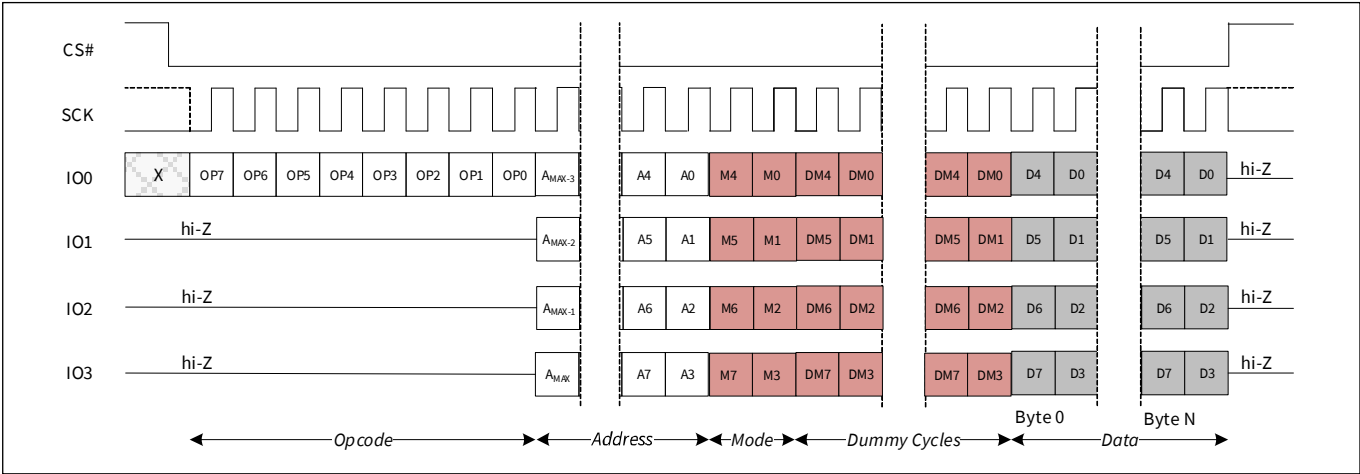 CS#
SCK
IO0 X OP7 OP6 OP5 OP4 OP3 OP2 OP1 OP0 AMAX-3 A4 A0 M4 M0 DM4 DM0 DM4 DM0 D4 D0 D4 D0 hi-Z
IO1 hi-Z AMAX-2 A5 A1 M5 M1 DM5 DM1 DM5 DM1 D5 D1 D5 D1 hi-Z
IO2 hi-Z AMAX-1 A6 A2 M6 M2 DM6 DM2 DM6 DM2 D6 D2 D6 D2 hi-Z
IO3 hi-Z AMAX A7 A3 M7 M3 DM7 DM3 DM7 DM3 D7 D3 D7 D3 hi-Z
Byte 0 Byte N
Opcode Address Mode Dummy Cycles Data